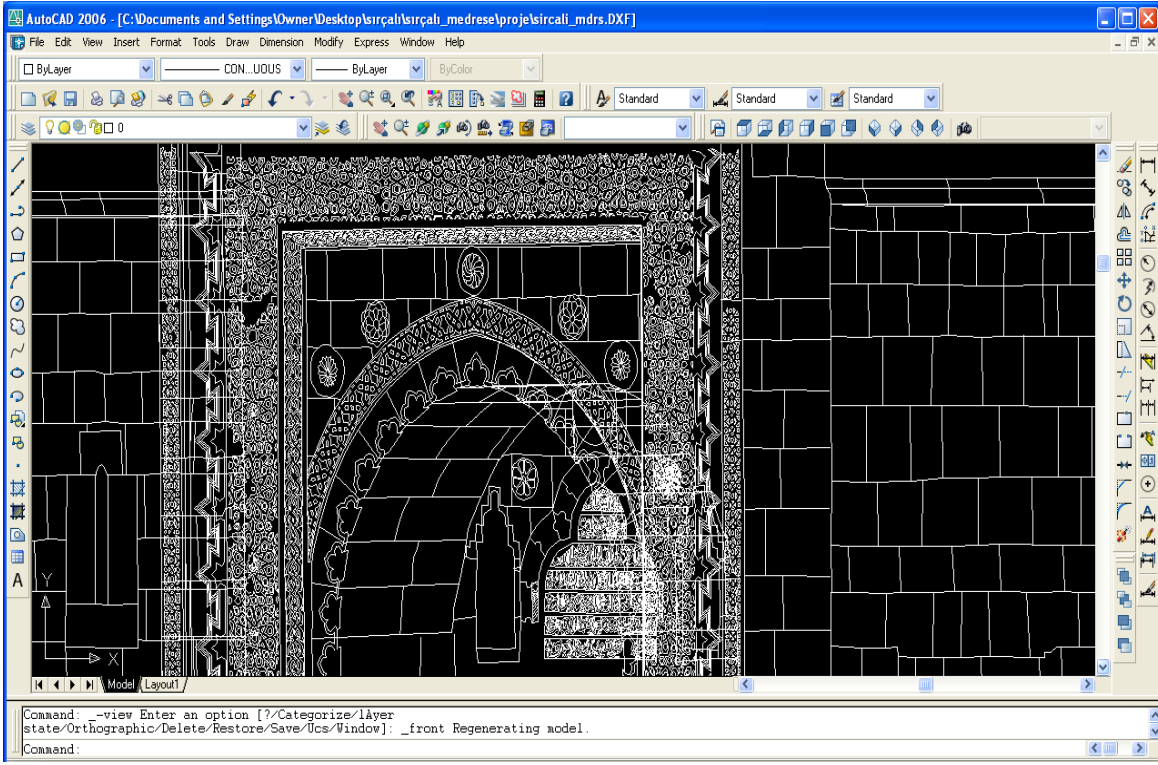 AutoCAD 2006 - [C:\Documents and Settings\Owner\Desktop\sırçalı\sırçalı_medrese\proje\sircali_mdrs.DXF]
File Edit View Insert Format Tools Draw Dimension Modify Express Window Help
ByLayer CON...UOUS ByLayer ByColor
Standard Standard Standard
0
A
Y
X
Model Layout1
Command: _-view Enter an option [?/Categorize/lAyer
state/Orthographic/Delete/Restore/Save/Ucs/Window]: _front Regenerating model.
Command: